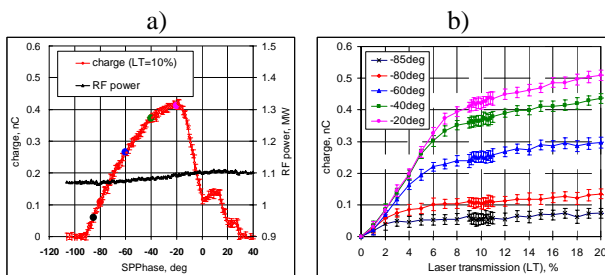 a)
b)
0.6
0.5
0.4
0.3
0.2
0.1
0
charge, nC
1.5
1.4
1.3
1.2
1.1
1
0.9
RF power, MW
charge (LT=10%)
RF power
-120 -100 -80 -60 -40 -20 0 20 40
SPPhase, deg
0.6
0.5
0.4
0.3
0.2
0.1
0.0
charge, nC
-85deg
-80deg
-60deg
-40deg
-20deg
0 2 4 6 8 10 12 14 16 18 20
Laser transmission (LT), %